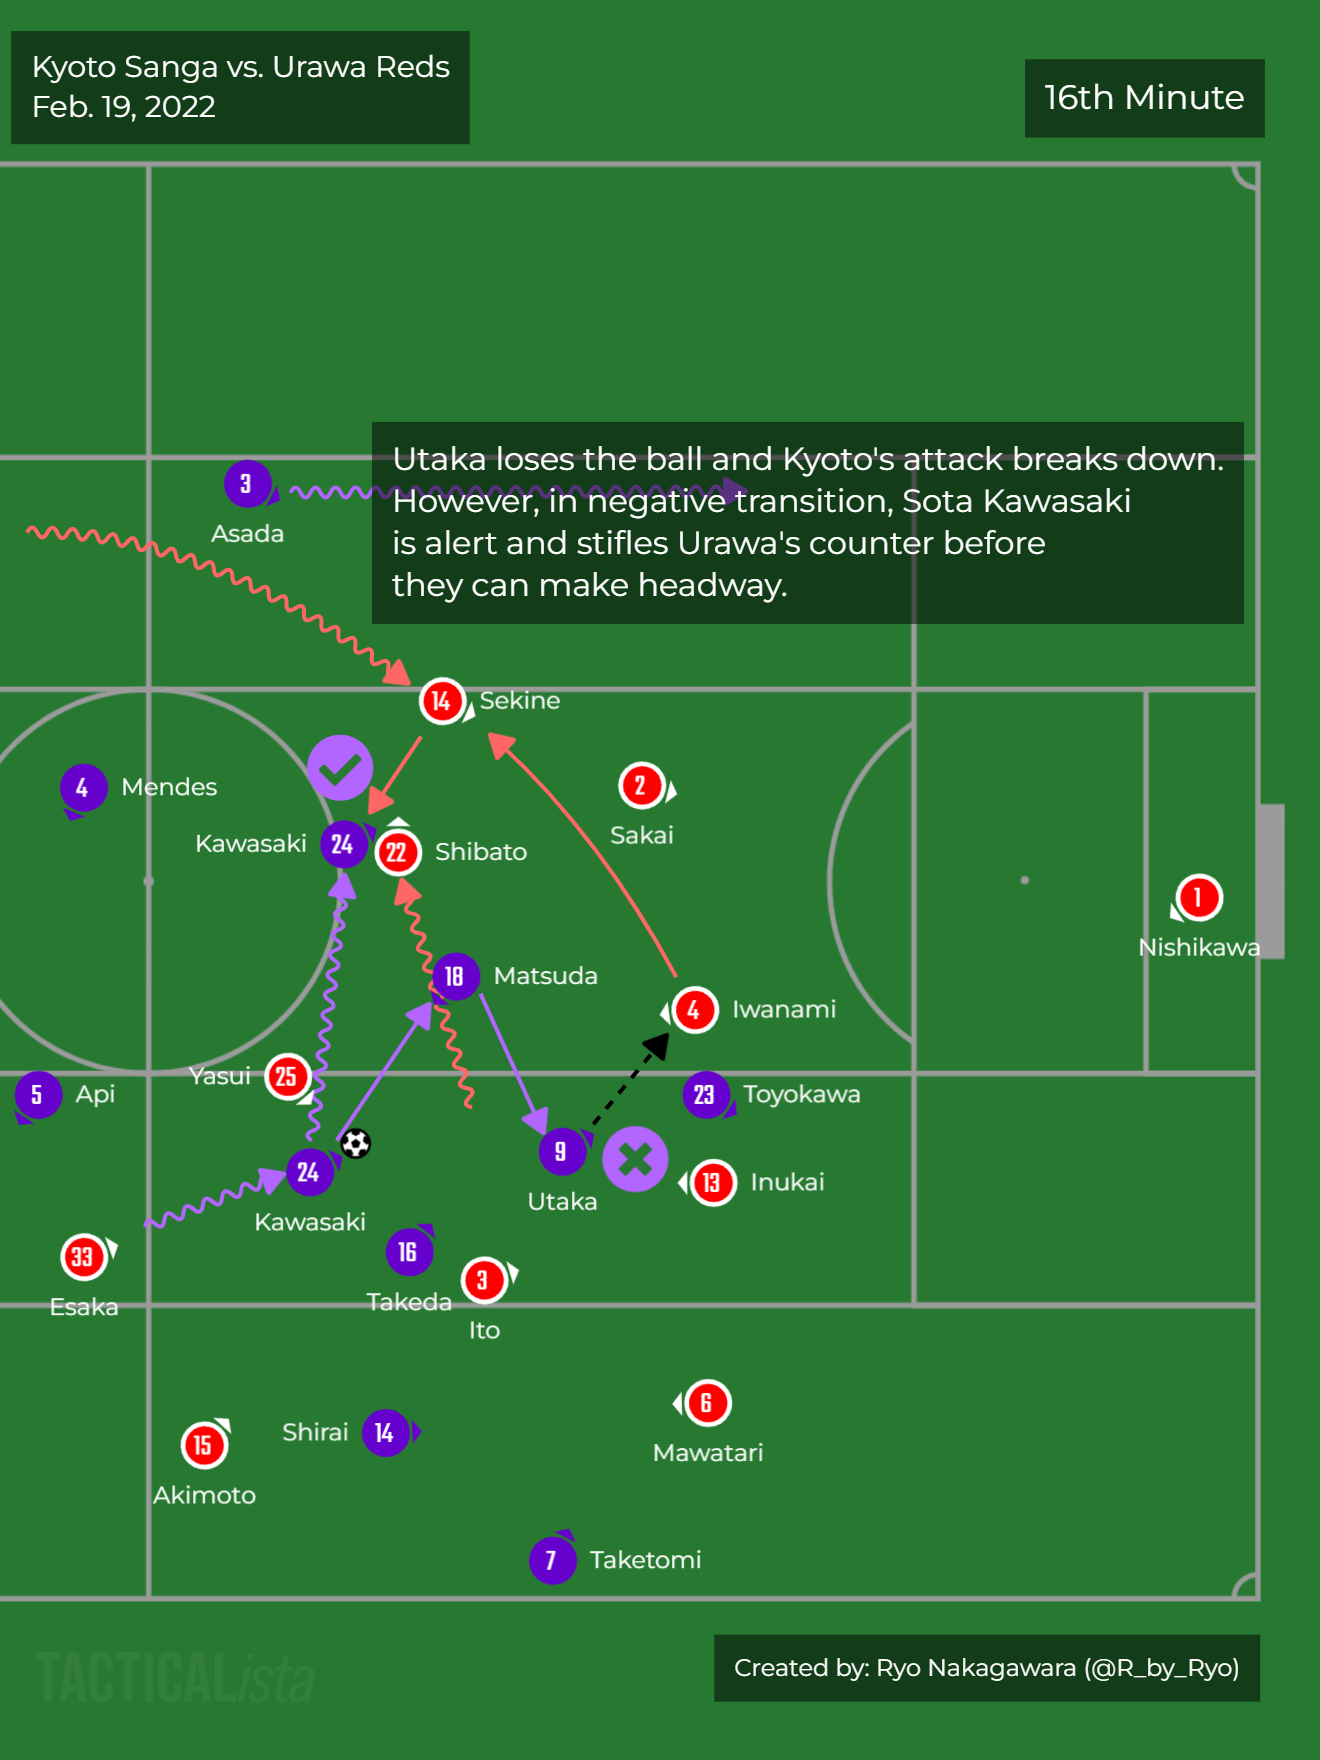 Kyoto Sanga vs. Urawa Reds
Feb. 19, 2022
16th Minute
Utaka loses the ball and Kyoto's attack breaks down.
However, in negative transition, Sota Kawasaki
is alert and stifles Urawa's counter before
they can make headway.
3
Asada
14
Sekine
4
Mendes
2
Sakai
Kawasaki
24
22
Shibato
1
Nishikawa
18
Matsuda
4
Iwanami
Yasui
25
5
Api
23
Toyokawa
9
Utaka
24
Kawasaki
13
Inukai
33
Esaka
16
Takeda
3
Ito
6
Mawatari
Shirai
14
15
Akimoto
7
Taketomi
TACTICALista
Created by: Ryo Nakagawara (@R_by_Ryo)